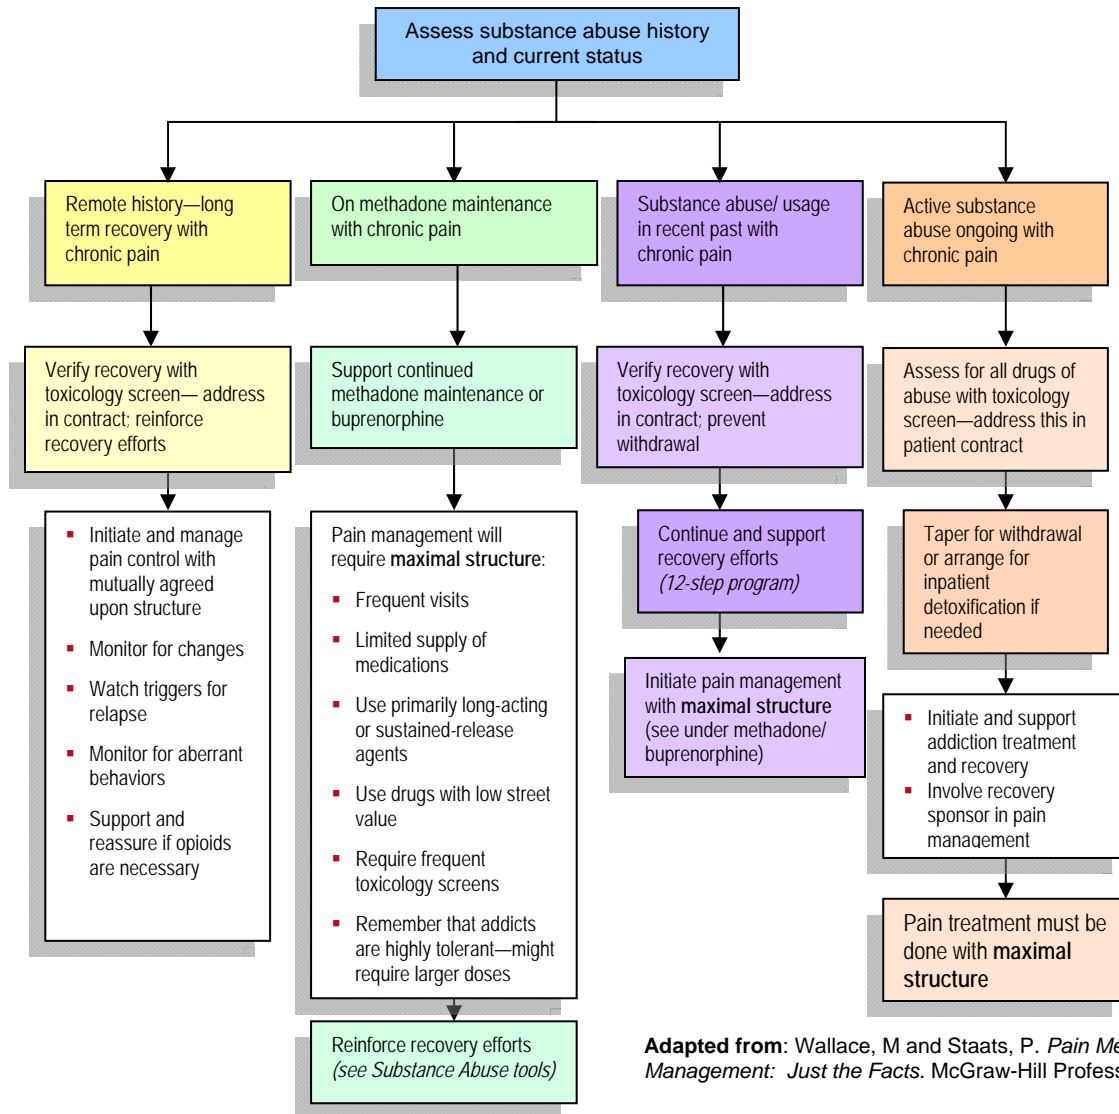 Assess substance abuse history
and current status
Remote history—long
term recovery with
chronic pain
On methadone maintenance
with chronic pain
Substance abuse/ usage
in recent past with
chronic pain
Active substance
abuse ongoing with
chronic pain
Verify recovery with
toxicology screen— address
in contract; reinforce
recovery efforts
Support continued
methadone maintenance or
buprenorphine
Verify recovery with
toxicology screen—address
in contract; prevent
withdrawal
Assess for all drugs of
abuse with toxicology
screen—address this in
patient contract
▪ Initiate and manage
pain control with
mutually agreed
upon structure
▪ Monitor for changes
▪ Watch triggers for
relapse
▪ Monitor for aberrant
behaviors
▪ Support and
reassure if opioids
are necessary
Pain management will
require maximal structure:
▪ Frequent visits
▪ Limited supply of
medications
▪ Use primarily long-acting
or sustained-release
agents
▪ Use drugs with low street
value
▪ Require frequent
toxicology screens
▪ Remember that addicts
are highly tolerant—might
require larger doses
Reinforce recovery efforts
(see Substance Abuse tools)
Continue and support
recovery efforts
(12-step program)
Initiate pain management
with maximal structure
(see under methadone/
buprenorphine)
Taper for withdrawal
or arrange for
inpatient
detoxification if
needed
▪ Initiate and support
addiction treatment
and recovery
▪ Involve recovery
sponsor in pain
management
Pain treatment must be
done with maximal
structure
Adapted from: Wallace, M and Staats, P. Pain Me
Management: Just the Facts. McGraw-Hill Profess